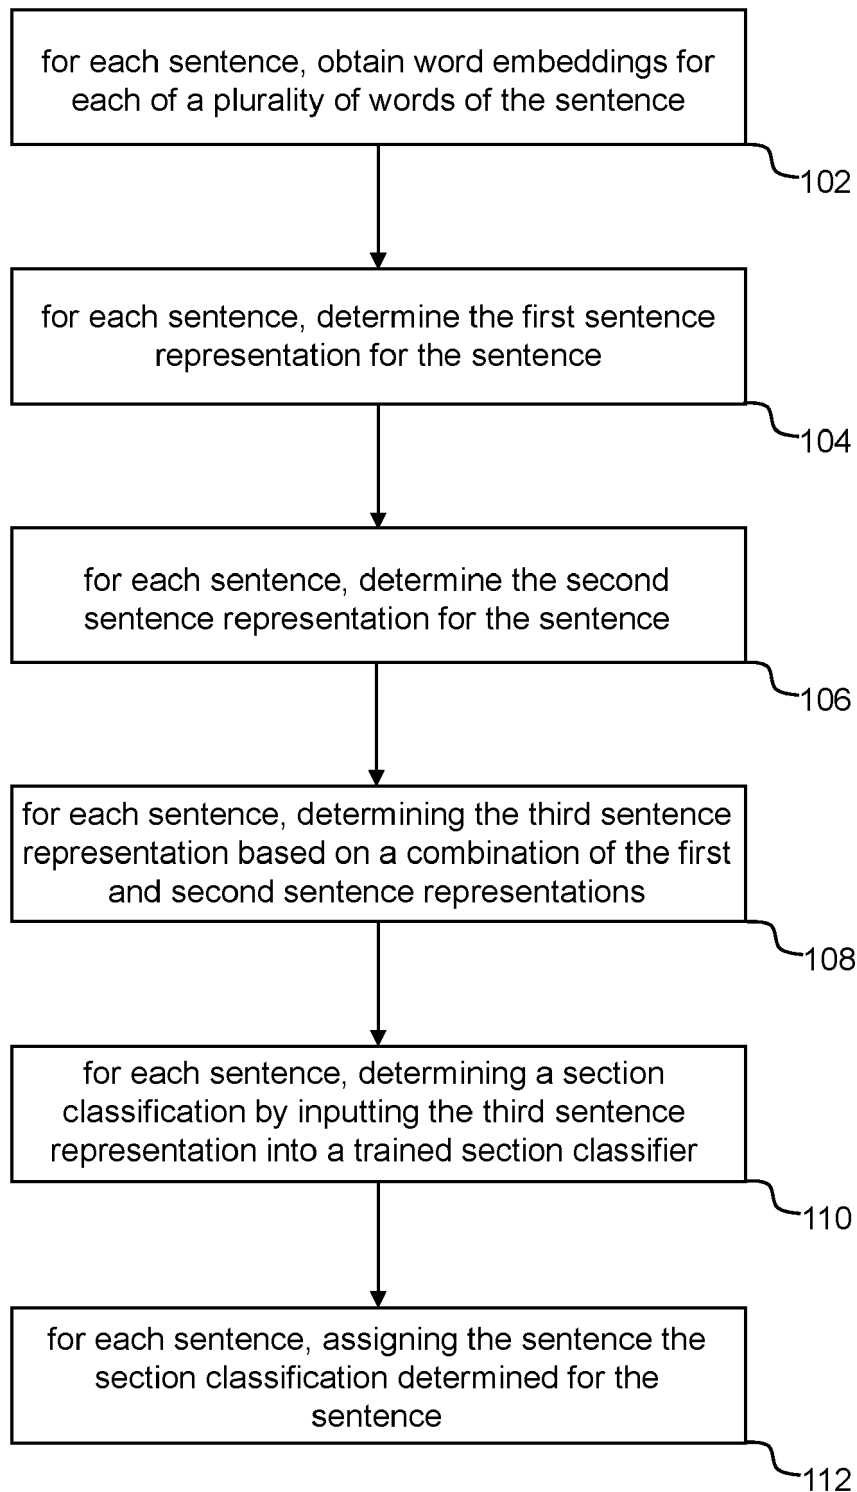 for each sentence, obtain word embeddings for
each of a plurality of words of the sentence
102
for each sentence, determine the first sentence
representation for the sentence
104
for each sentence, determine the second
sentence representation for the sentence
106
for each sentence, determining the third sentence
representation based on a combination of the first
and second sentence representations
108
for each sentence, determining a section
classification by inputting the third sentence
representation into a trained section classifier
110
for each sentence, assigning the sentence the
section classification determined for the
sentence
112